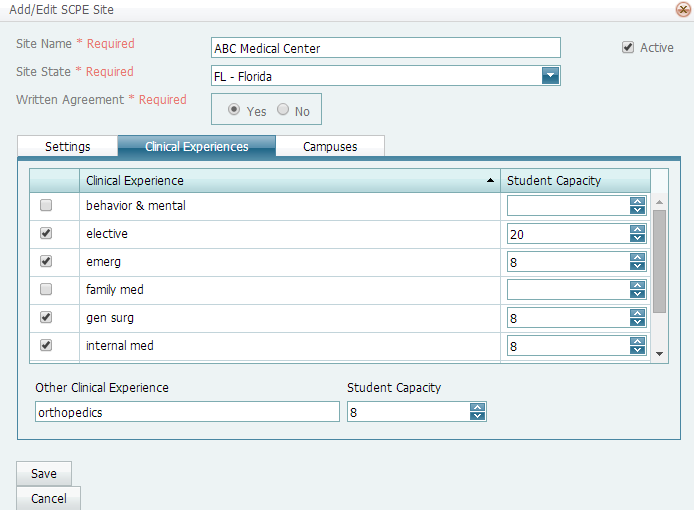 Add/Edit SCPE Site
Site Name * Required ABC Medical Center Active
Site State * Required FL - Florida
Written Agreement * Required Yes No
Settings Clinical Experiences Campuses
Clinical Experience Student Capacity
behavior & mental
elective 20
emerg 8
family med
gen surg 8
internal med 8
Other Clinical Experience Student Capacity
orthopedics 8
Save
Cancel